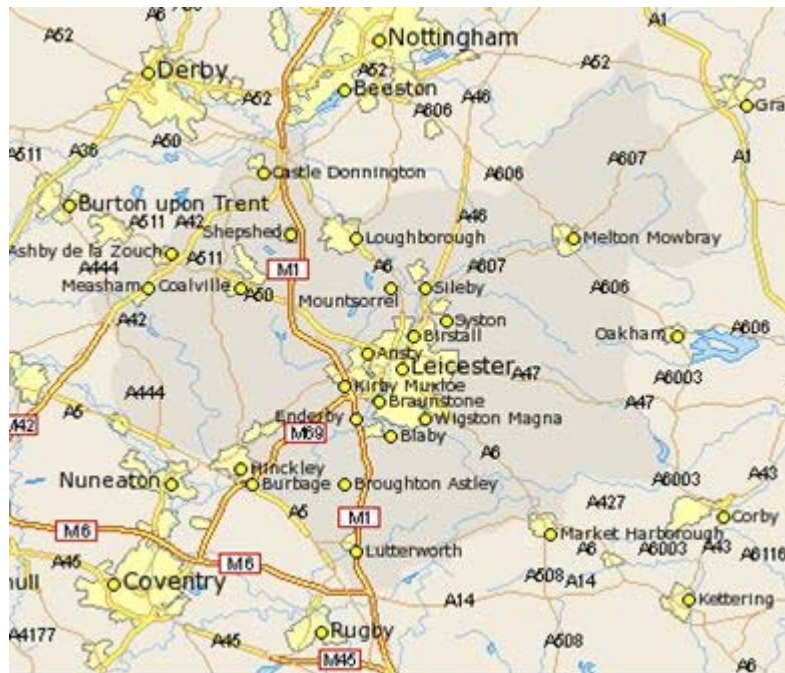 A6
A52
Nottingham
A1
A52
Derby
A52
A52
Beeston
A46
Gra
A52
A606
A50
A511
A38
A1
A607
Castle Donnington
A606
Burton upon Trent
A511
A42
A46
Shepshed
Loughborough
Melton Mowbray
Ashby de la Zouch
A511
A444
M1
A6
A607
Measham
Coalville
A50
Mountsorrel
Sileby
A606
A42
Syston
Birstall
Oakham
A606
Ansty
Leicester
A47
A6003
Kirby Muxloe
A444
Braunstone
A47
A5
Enderby
Wigston Magna
M42
M69
Blaby
A6
Hinckley
A6003
A43
Nuneaton
Burbage
Broughton Astley
A5
A427
M1
Corby
M6
Market Harborough
A6
A6003
A43
A6116
Lutterworth
A45
M6
hull
Coventry
A508
A14
A14
Kettering
A4177
A45
Rugby
A508
M45
A6